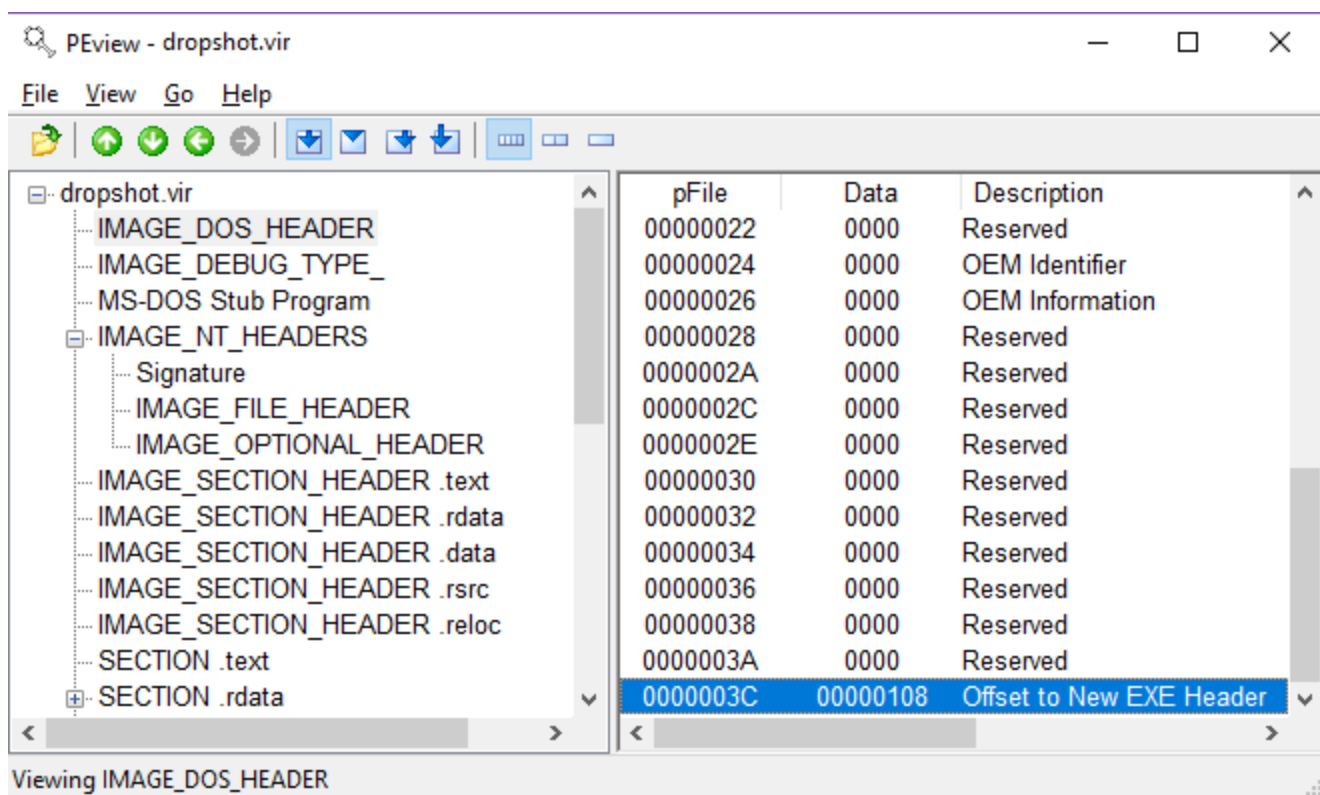 PEview - dropshot.vir
File View Go Help
dropshot.vir
IMAGE_DOS_HEADER
IMAGE_DEBUG_TYPE_
MS-DOS Stub Program
IMAGE_NT_HEADERS
Signature
IMAGE_FILE_HEADER
IMAGE_OPTIONAL_HEADER
IMAGE_SECTION_HEADER .text
IMAGE_SECTION_HEADER .rdata
IMAGE_SECTION_HEADER .data
IMAGE_SECTION_HEADER .rsrc
IMAGE_SECTION_HEADER .reloc
SECTION .text
SECTION .rdata
pFile Data Description
00000022 0000 Reserved
00000024 0000 OEM Identifier
00000026 0000 OEM Information
00000028 0000 Reserved
0000002A 0000 Reserved
0000002C 0000 Reserved
0000002E 0000 Reserved
00000030 0000 Reserved
00000032 0000 Reserved
00000034 0000 Reserved
00000036 0000 Reserved
00000038 0000 Reserved
0000003A 0000 Reserved
0000003C 00000108 Offset to New EXE Header
Viewing IMAGE_DOS_HEADER